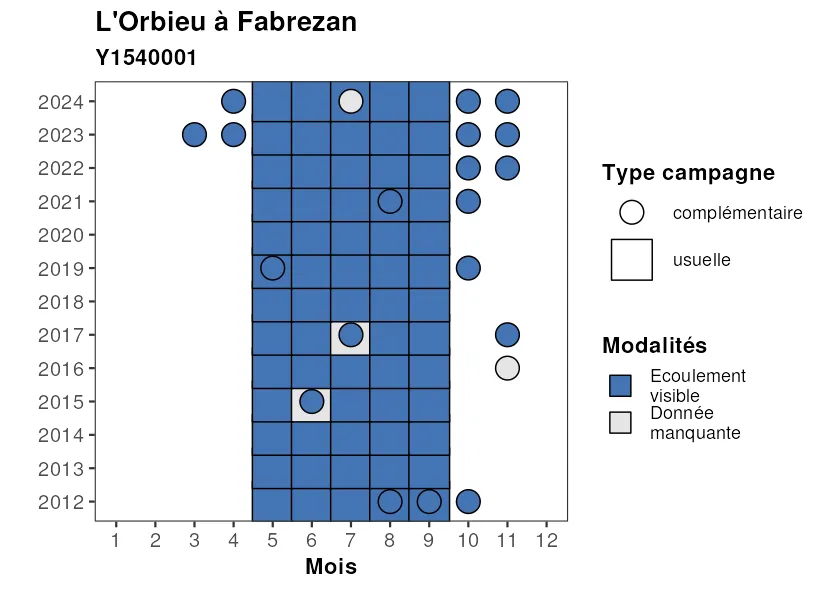 L'Orbieu à Fabrezan
Y1540001
2024
2023
2022
2021
2020
2019
2018
2017
2016
2015
2014
2013
2012
1 2 3 4 5 6 7 8 9 10 11 12
Mois
Type campagne
complémentaire
usuelle
Modalités
Ecoulement
visible
Donnée
manquante